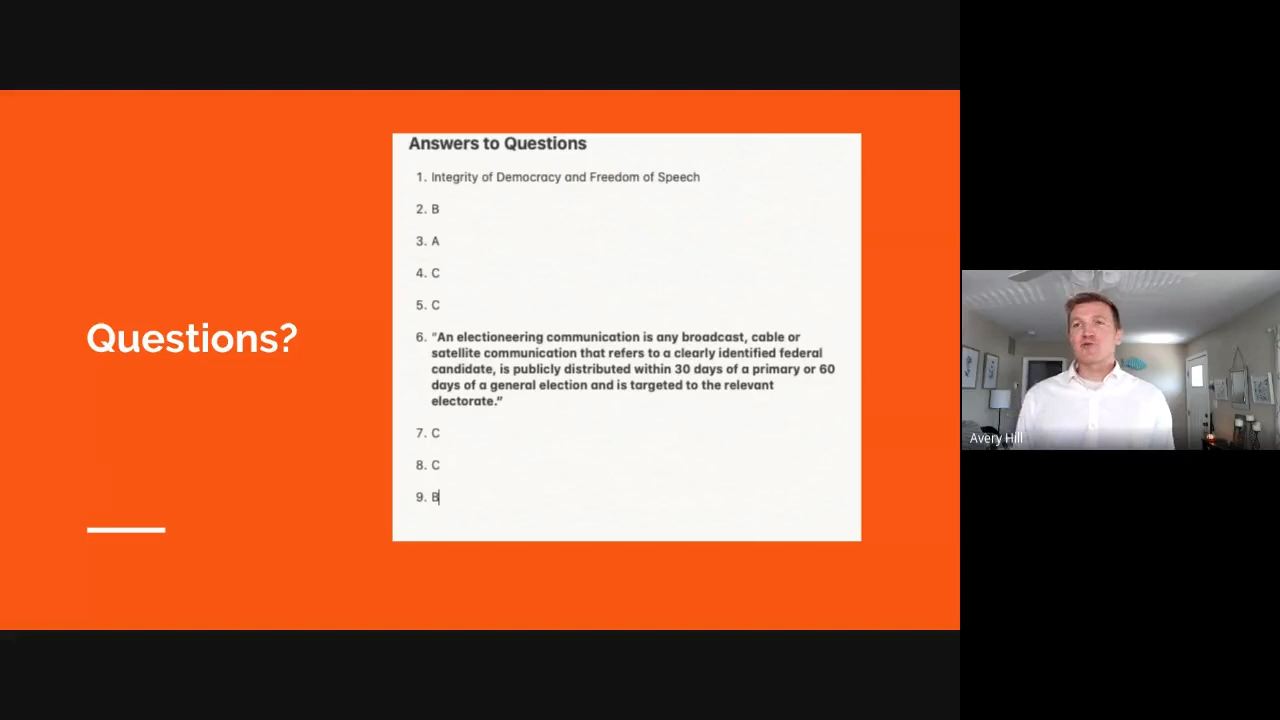 Questions?
Answers to Questions
1. Integrity of Democracy and Freedom of Speech
2. B
3. A
4. C
5. C
6. "An electioneering communication is any broadcast, cable or
satellite communication that refers to a clearly identified federal
candidate, is publicly distributed within 30 days of a primary or 60
days of a general election and is targeted to the relevant
electorate.”
7. C
8. C
9. B
Avery Hill